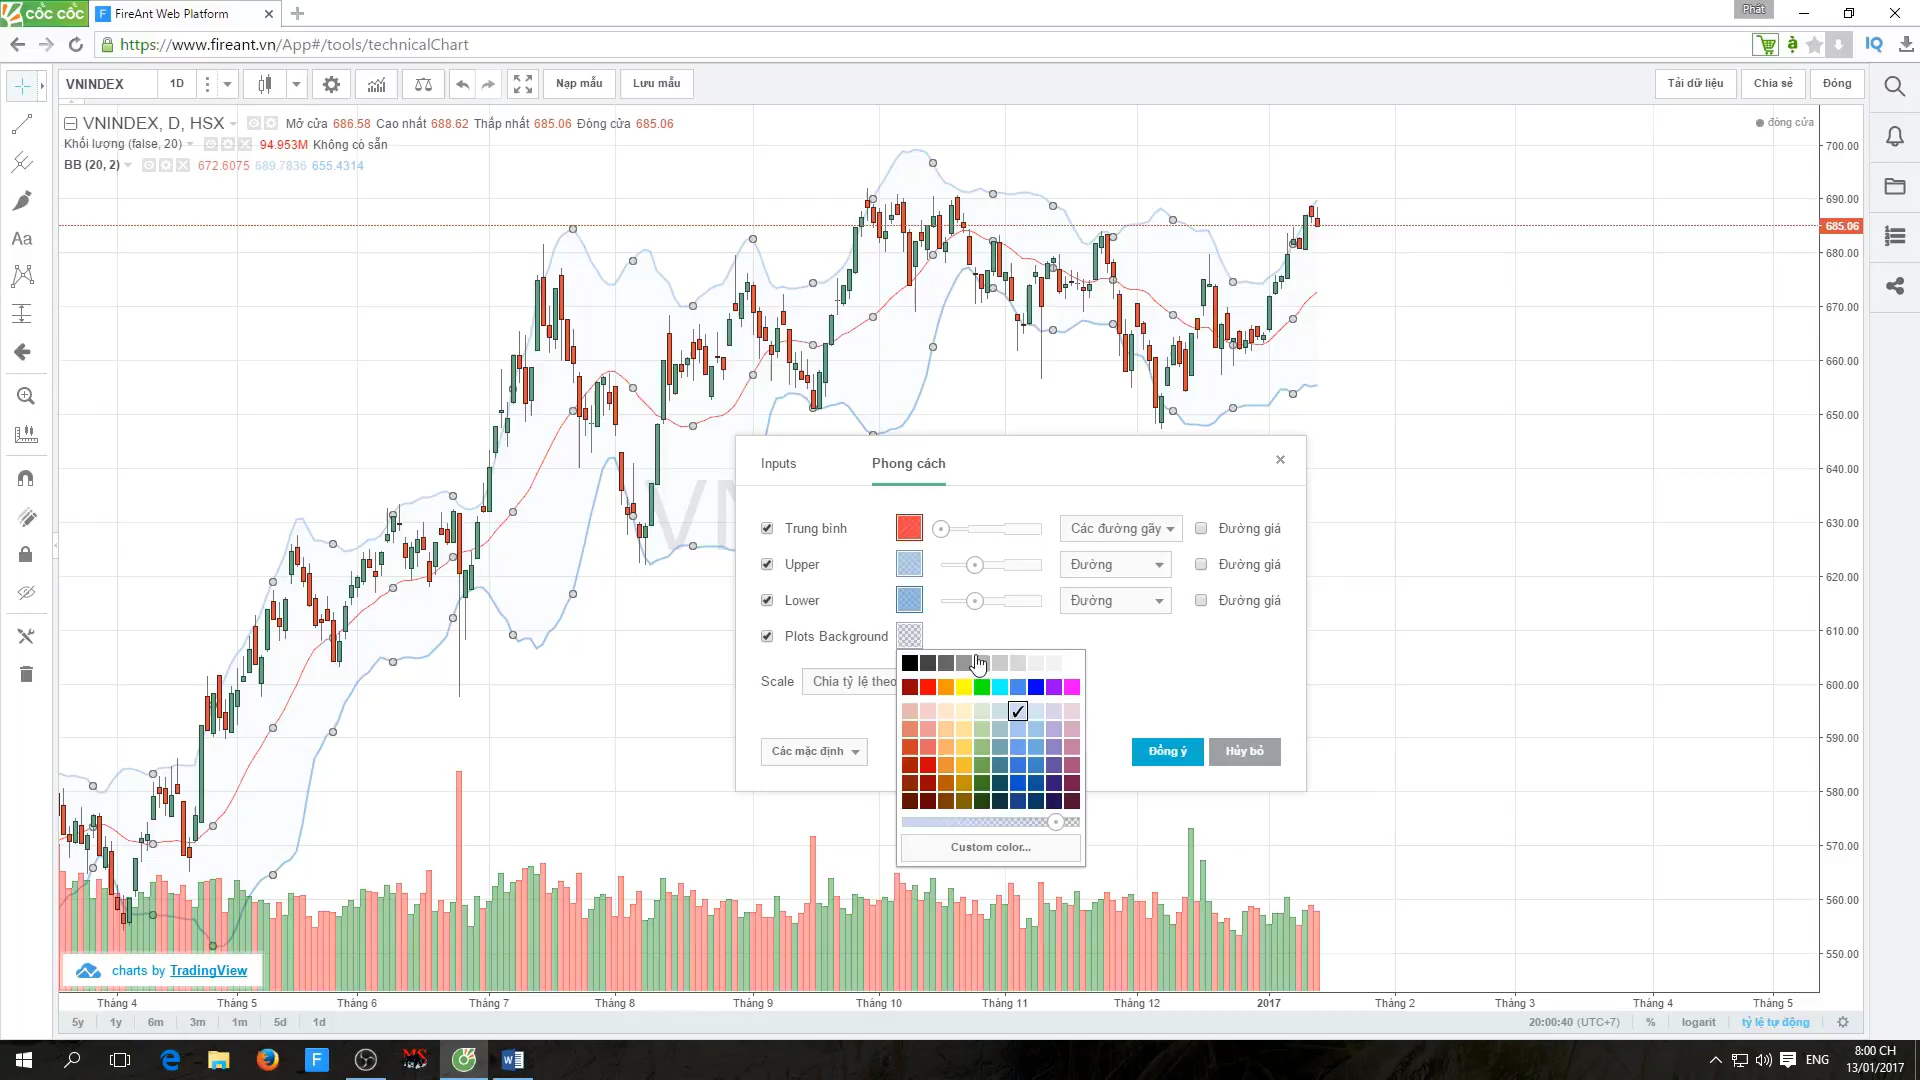 cốc cốc
FireAnt Web Platform
Phát
https://www.fireant.vn/App#/tools/technicalChart
IQ
VNINDEX
1D
Nạp mẫu
Lưu mẫu
Tải dữ liệu
Chia sẻ
Đóng
VNINDEX, D, HSX
Mở cửa 686.58 Cao nhất 688.62 Thấp nhất 685.06 Đóng cửa 685.06
đóng cửa
Khối lượng (false, 20) 94.953M Không có sẵn
BB (20, 2) 672.6075 689.7836 655.4314
Aa
700.00
690.00
685.06
680.00
670.00
660.00
650.00
640.00
630.00
620.00
610.00
600.00
590.00
580.00
570.00
560.00
550.00
VN
Inputs
Phong cách
Trung bình
Các đường gãy
Đường giá
Upper
Đường
Đường giá
Lower
Đường
Đường giá
Plots Background
Scale
Chia tỷ lệ theo
Các mặc định
Đồng ý
Hủy bỏ
Custom color...
charts by TradingView
Tháng 4
Tháng 5
Tháng 6
Tháng 7
Tháng 8
Tháng 9
Tháng 10
Tháng 11
Tháng 12
2017
Tháng 2
Tháng 3
Tháng 4
Tháng 5
5y
1y
6m
3m
1m
5d
1d
20:00:40 (UTC+7)
%
logarit
tỷ lệ tự động
ENG
8:00 CH
13/01/2017